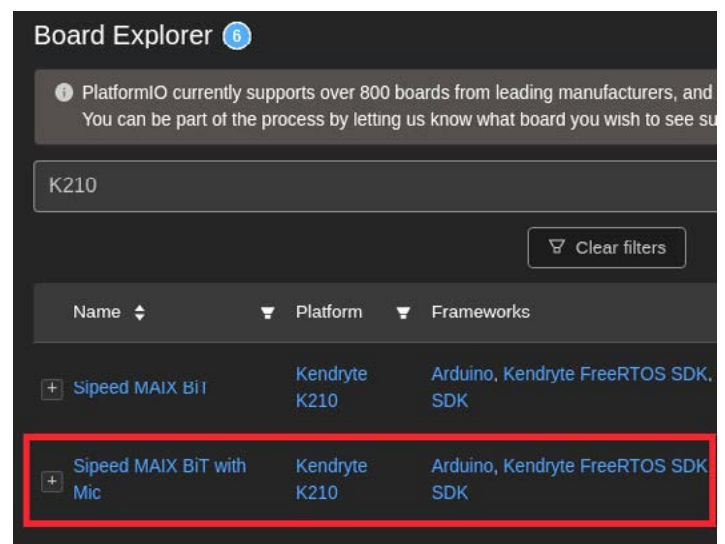 Board Explorer 6
PlatformIO currently supports over 800 boards from leading manufacturers, and
You can be part of the process by letting us know what board you wish to see su
K210
Clear filters
Name Platform Frameworks
Sipeed MAIX BiT
Kendryte
K210
Arduino, Kendryte FreeRTOS SDK,
SDK
Sipeed MAIX BiT with
Mic
Kendryte
K210
Arduino, Kendryte FreeRTOS SDK
SDK